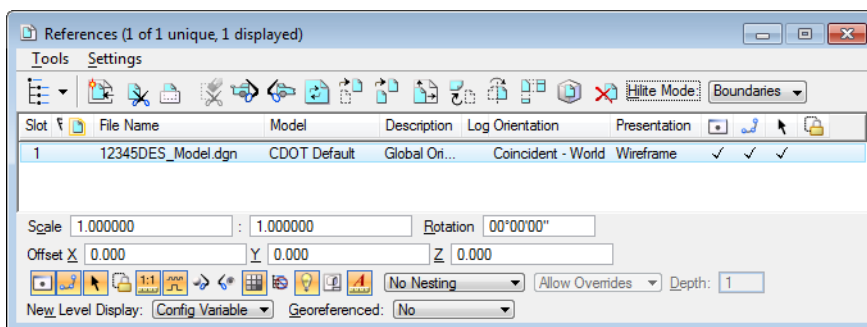 References (1 of 1 unique, 1 displayed)
Tools Settings
Hilite Mode: Boundaries
Slot File Name Model Description Log Orientation Presentation
1 12345DES_Model.dgn CDOT Default Global Ori... Coincident - World Wireframe
Scale 1.000000 : 1.000000 Rotation 00°00'00"
Offset X 0.000 Y 0.000 Z 0.000
1:1 A No Nesting Allow Overrides Depth: 1
New Level Display: Config Variable Georeferenced: No